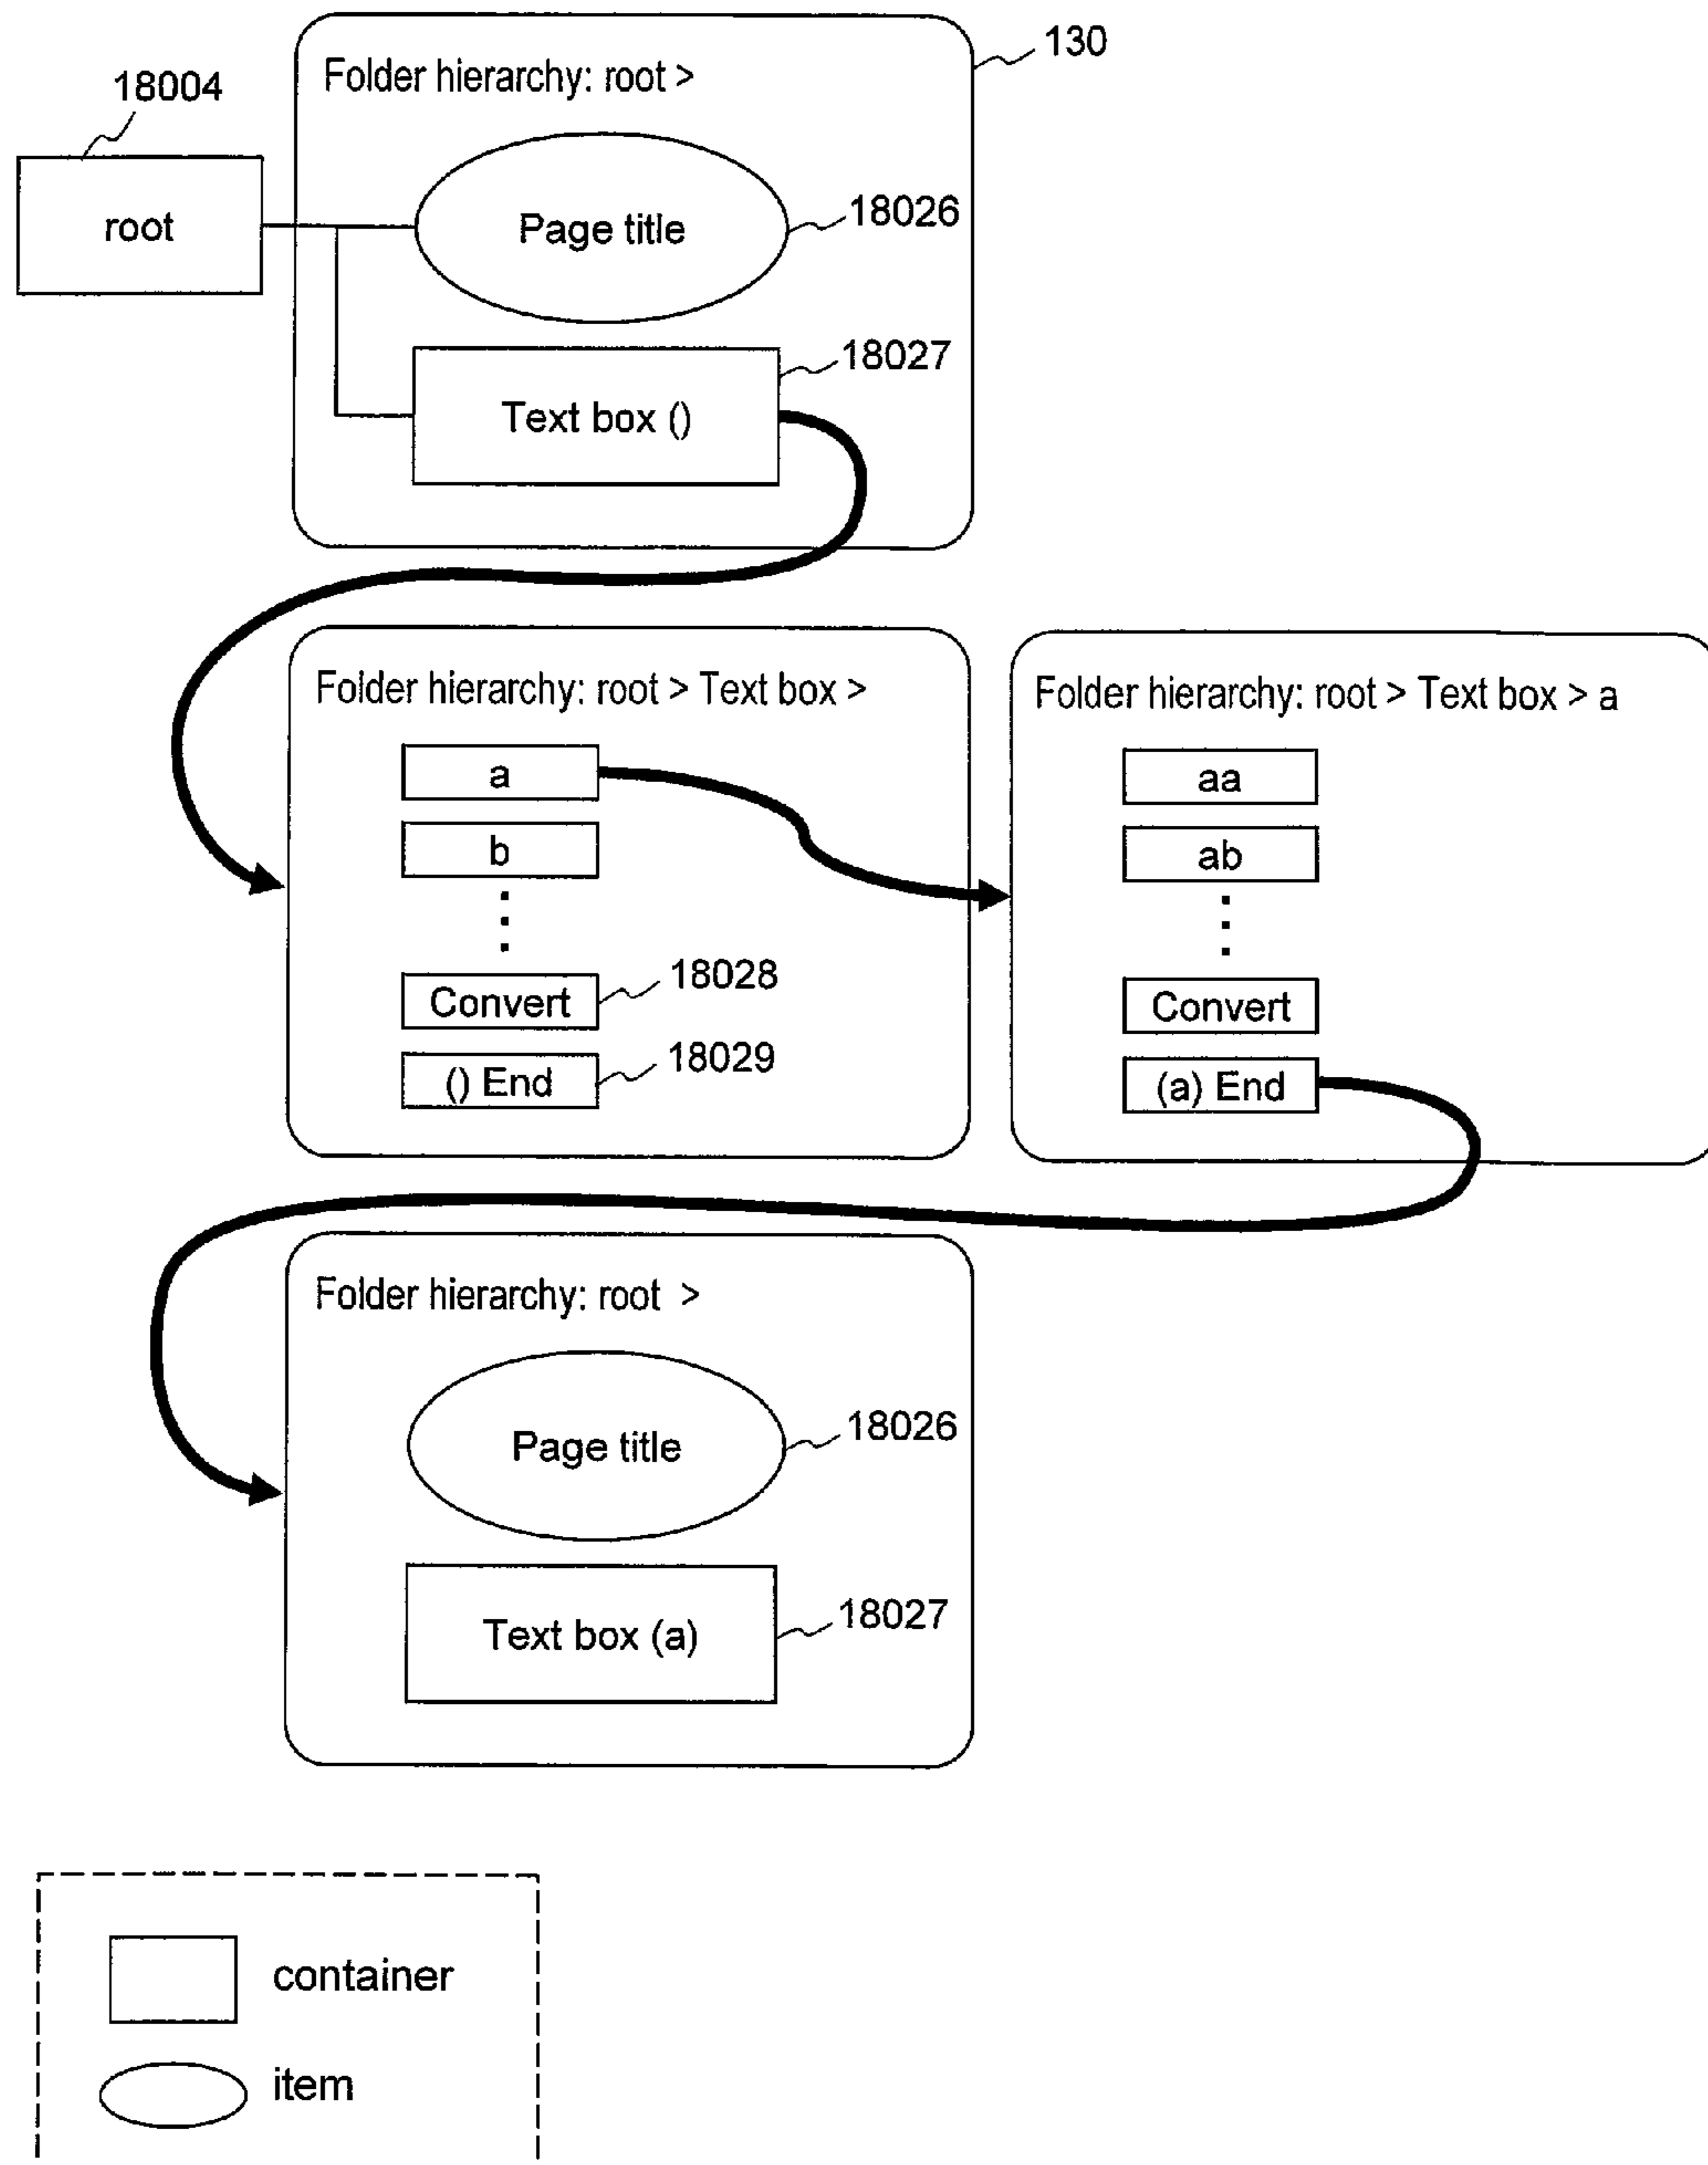 130
Folder hierarchy: root >
18004
root
Page title
18026
18027
Text box ()
Folder hierarchy: root > Text box >
a
b
Convert
18028
() End
18029
Folder hierarchy: root > Text box > a
aa
ab
Convert
(a) End
Folder hierarchy: root >
Page title
18026
Text box (a)
18027
container
item